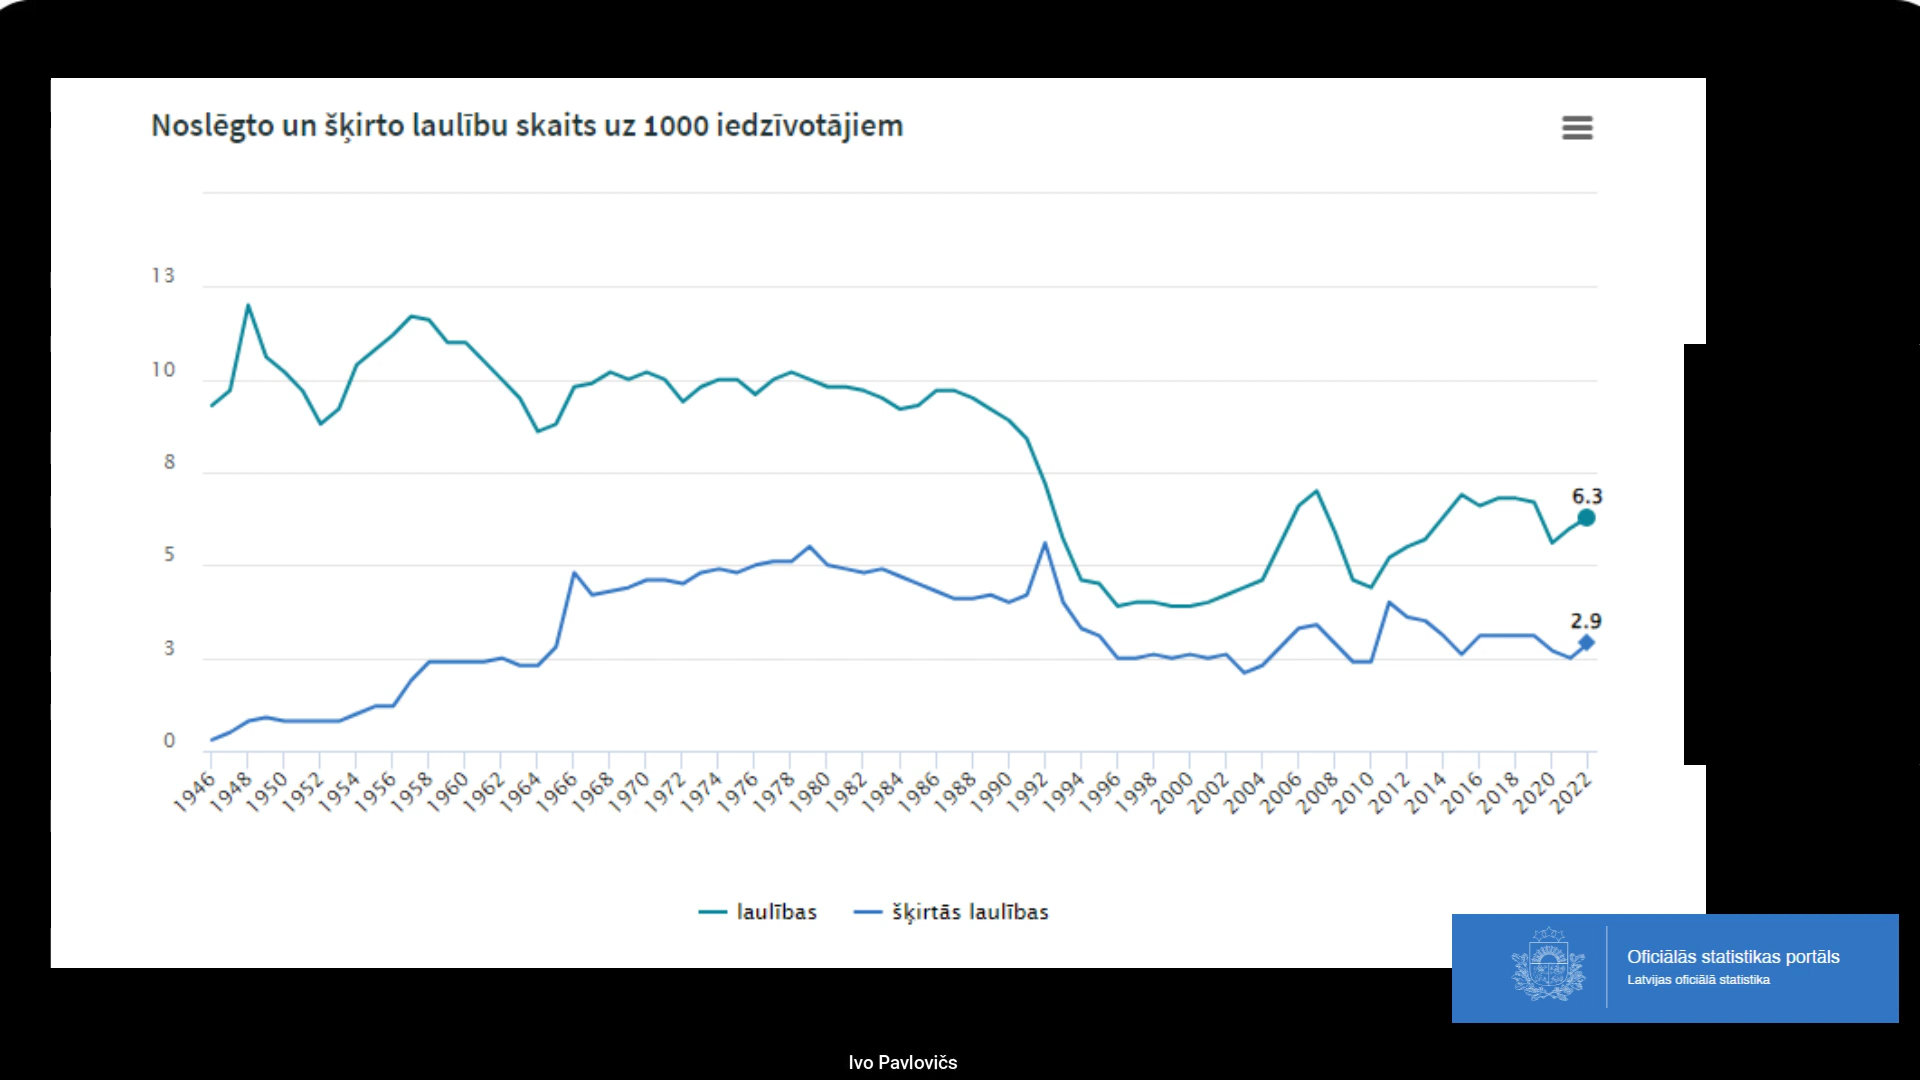 Noslēgto un šķirto laulību skaits uz 1000 iedzīvotājiem
13
10
8
5
3
0
6.3
2.9
1946 1948 1950 1952 1954 1956 1958 1960 1962 1964 1966 1968 1970 1972 1974 1976 1978 1980 1982 1984 1986 1988 1990 1992 1994 1996 1998 2000 2002 2004 2006 2008 2010 2012 2014 2016 2018 2020 2022
laulības šķirtās laulības
Oficiālās statistikas portāls
Latvijas oficiālā statistika
Ivo Pavlovičs